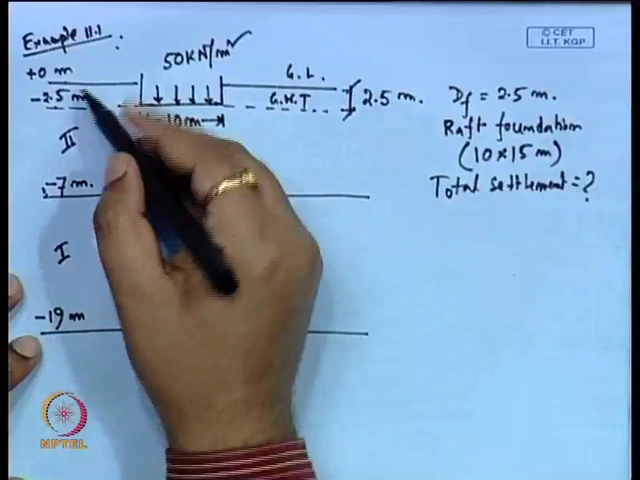 Example 11.1
© CET
I.I.T. KGP
50 KN/m²
+0 m
G.L.
-2.5 m
G.W.T
2.5 m.
10 m
II
-7 m.
I
-19 m
Df = 2.5 m.
Raft foundation
(10 × 15 m)
Total settlement = ?
NPTEL